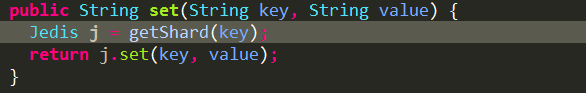 public String set(String key, String value) {
Jedis j = getShard(key);
return j.set(key, value);
}